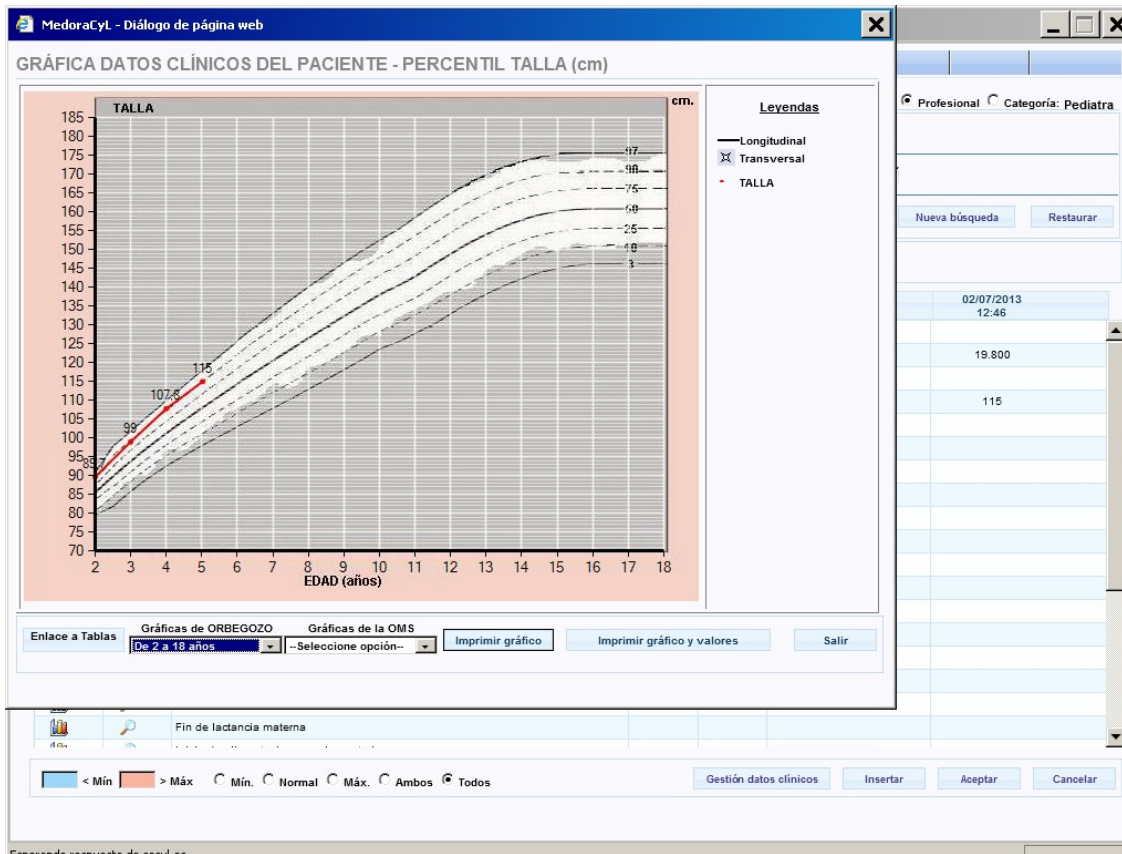 MedoraCyL - Diálogo de página web
GRÁFICA DATOS CLÍNICOS DEL PACIENTE - PERCENTIL TALLA (cm)
TALLA
cm.
185
180
175
170
165
160
155
150
145
140
135
130
125
120
115
110
105
100
95
90
85
80
75
70
97
90
75
50
25
10
3
115
107.8
99
89.7
2 3 4 5 6 7 8 9 10 11 12 13 14 15 16 17 18
EDAD (años)
Leyendas
Longitudinal
Transversal
TALLA
Enlace a Tablas
Gráficas de ORBEGOZO
De 2 a 18 años
Gráficas de la OMS
--Seleccione opción--
Imprimir gráfico
Imprimir gráfico y valores
Salir
Profesional Categoría: Pediatra
Nueva búsqueda Restaurar
02/07/2013
12:46
19.800
115
Fin de lactancia materna
< Mín > Máx Mín. Normal Máx. Ambos Todos
Gestión datos clínicos Insertar Aceptar Cancelar